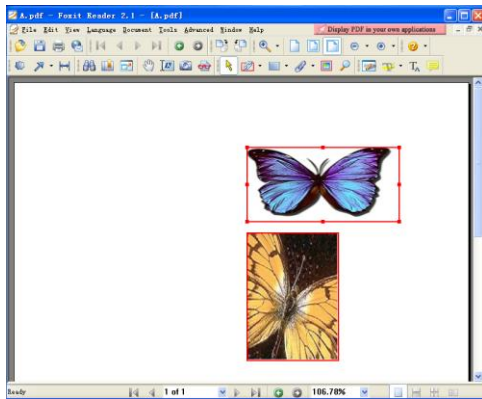 A.pdf - Foxit Reader 2.1 - [A.pdf]
File Edit View Language Document Tools Advanced Window Help
Display PDF in your own applications
Ready
1 of 1
106.78%